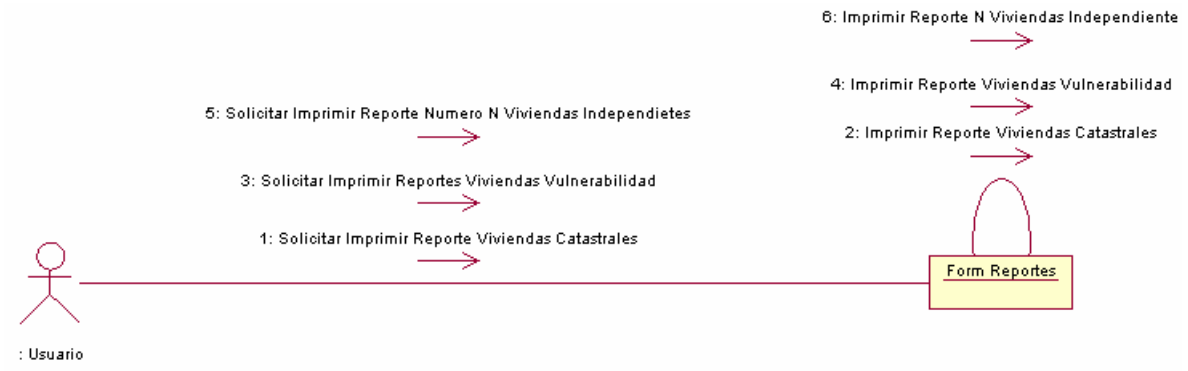 6: Imprimir Reporte N Viviendas Independiente
4: Imprimir Reporte Viviendas Vulnerabilidad
5: Solicitar Imprimir Reporte Numero N Viviendas Independietes
2: Imprimir Reporte Viviendas Catastrales
3: Solicitar Imprimir Reportes Viviendas Vulnerabilidad
1: Solicitar Imprimir Reporte Viviendas Catastrales
Form Reportes
: Usuario